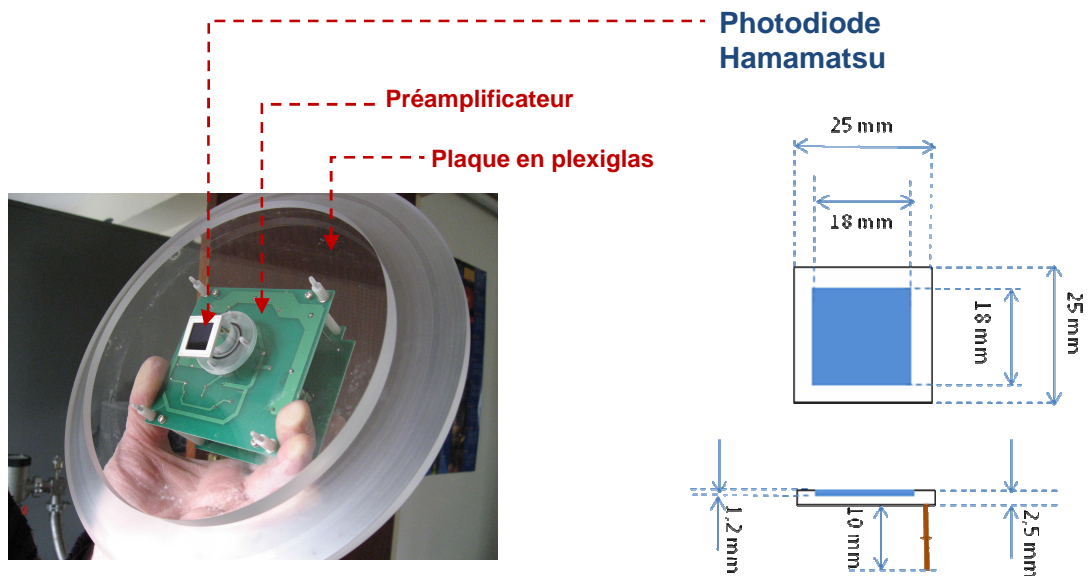 Photodiode
Hamamatsu
Préamplificateur
Plaque en plexiglas
25 mm
18 mm
18 mm
25 mm
1,2 mm
10 mm
2,5 mm